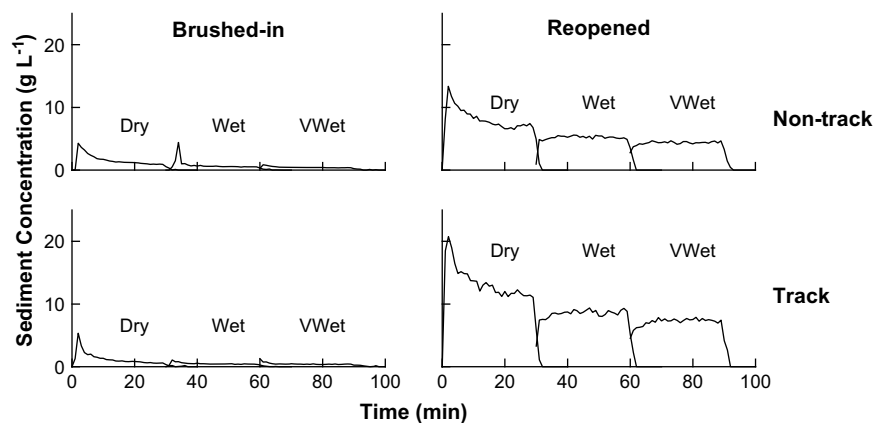 Brushed-in
Reopened
Sediment Concentration (g L⁻¹)
20
10
0
Dry Wet VWet
Dry Wet VWet
Non-track
20
10
0
Dry Wet VWet
Dry Wet VWet
Track
0 20 40 60 80 100
0 20 40 60 80 100
Time (min)